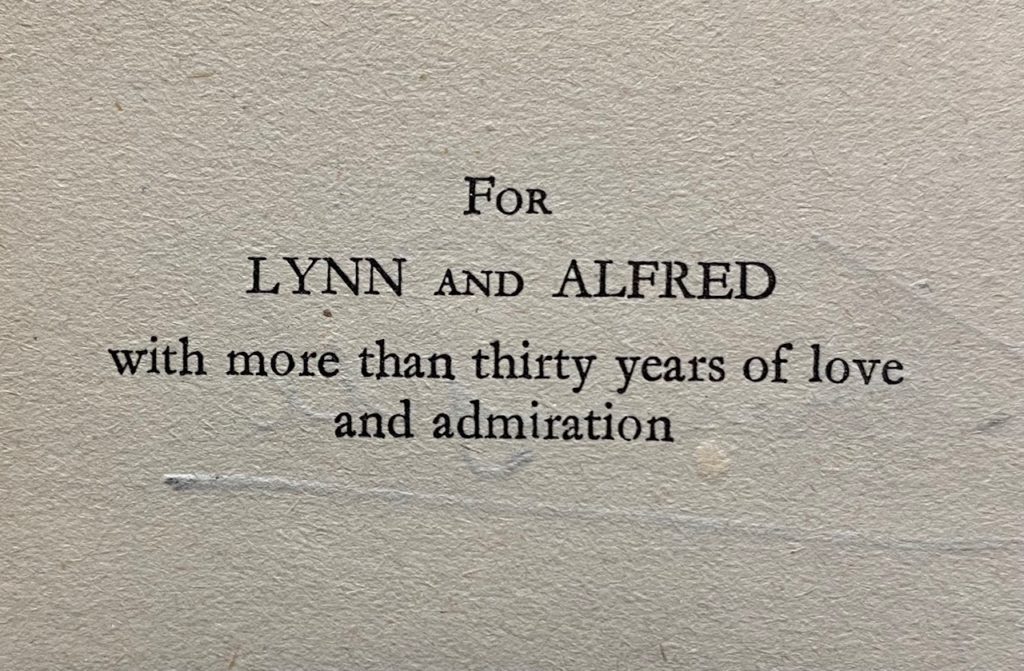 For
LYNN AND ALFRED
with more than thirty years of love
and admiration